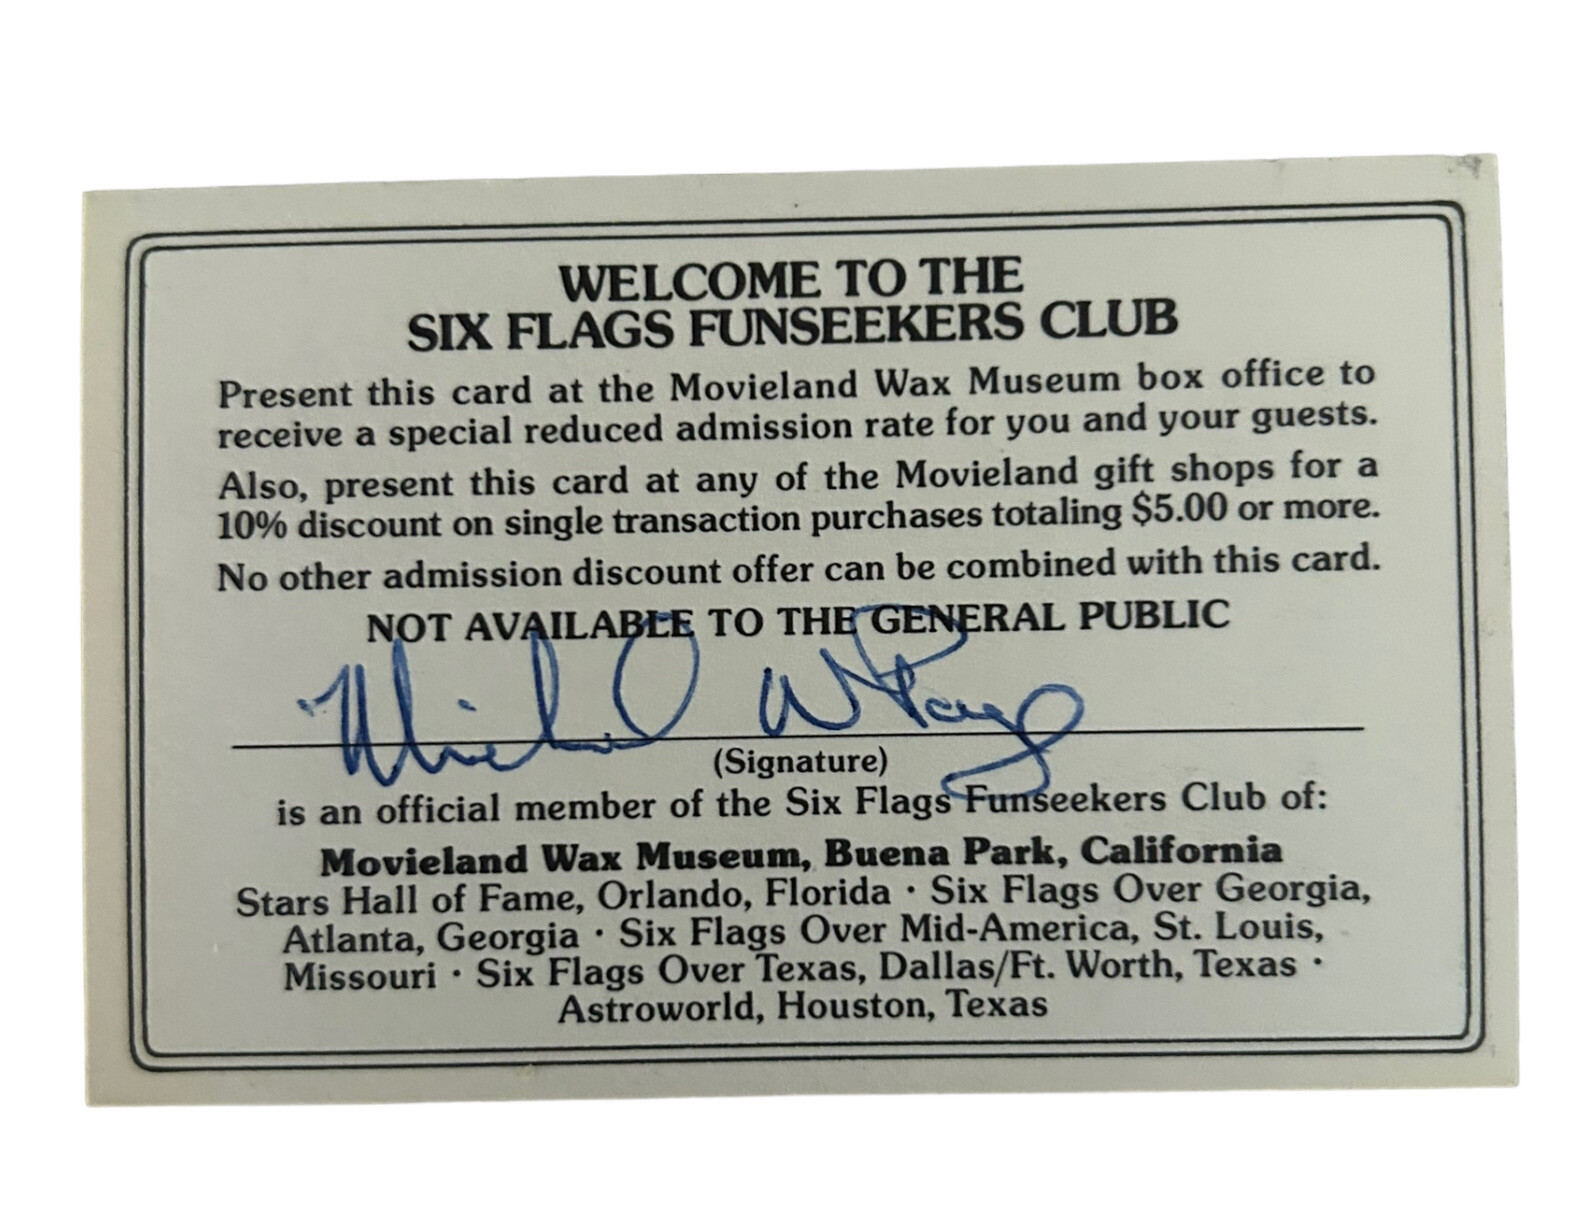 WELCOME TO THE
SIX FLAGS FUNSEEKERS CLUB
Present this card at the Movieland Wax Museum box office to
receive a special reduced admission rate for you and your guests.
Also, present this card at any of the Movieland gift shops for a
10% discount on single transaction purchases totaling $5.00 or more.
No other admission discount offer can be combined with this card.
NOT AVAILABLE TO THE GENERAL PUBLIC
Michael W
(Signature)
is an official member of the Six Flags Funseekers Club of:
Movieland Wax Museum, Buena Park, California
Stars Hall of Fame, Orlando, Florida · Six Flags Over Georgia,
Atlanta, Georgia · Six Flags Over Mid-America, St. Louis,
Missouri · Six Flags Over Texas, Dallas/Ft. Worth, Texas ·
Astroworld, Houston, Texas